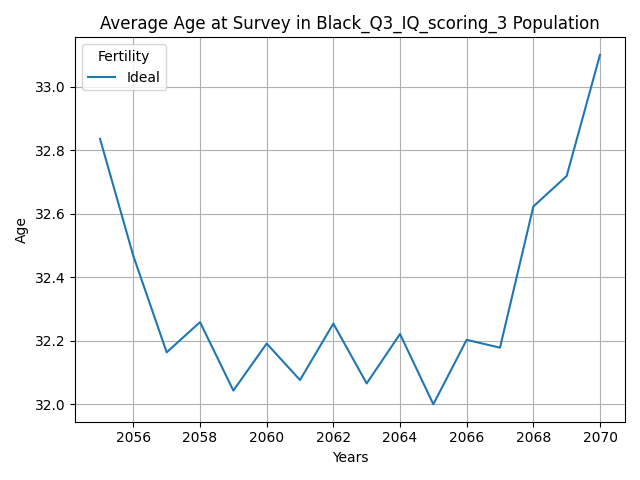 Average Age at Survey in Black_Q3_IQ_scoring_3 Population
Fertility
Ideal
33.0
32.8
32.6
32.4
32.2
32.0
Age
2056 2058 2060 2062 2064 2066 2068 2070
Years